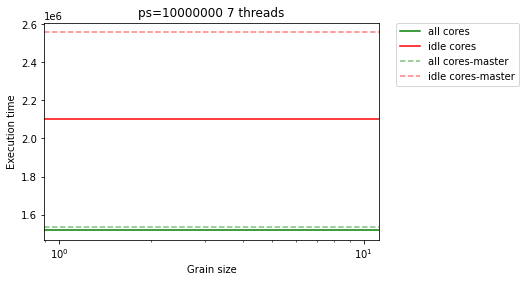 ps=10000000 7 threads
1e6
2.6
2.4
2.2
2.0
1.8
1.6
Execution time
10⁰
10¹
Grain size
all cores
idle cores
all cores-master
idle cores-master